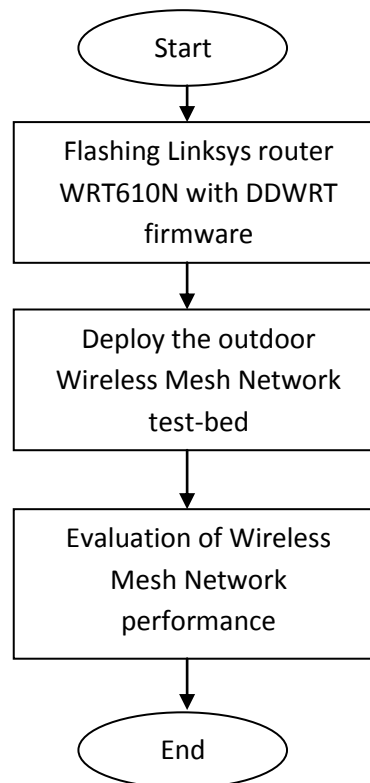 Start
Flashing Linksys router
WRT610N with DDWRT
firmware
Deploy the outdoor
Wireless Mesh Network
test-bed
Evaluation of Wireless
Mesh Network
performance
End